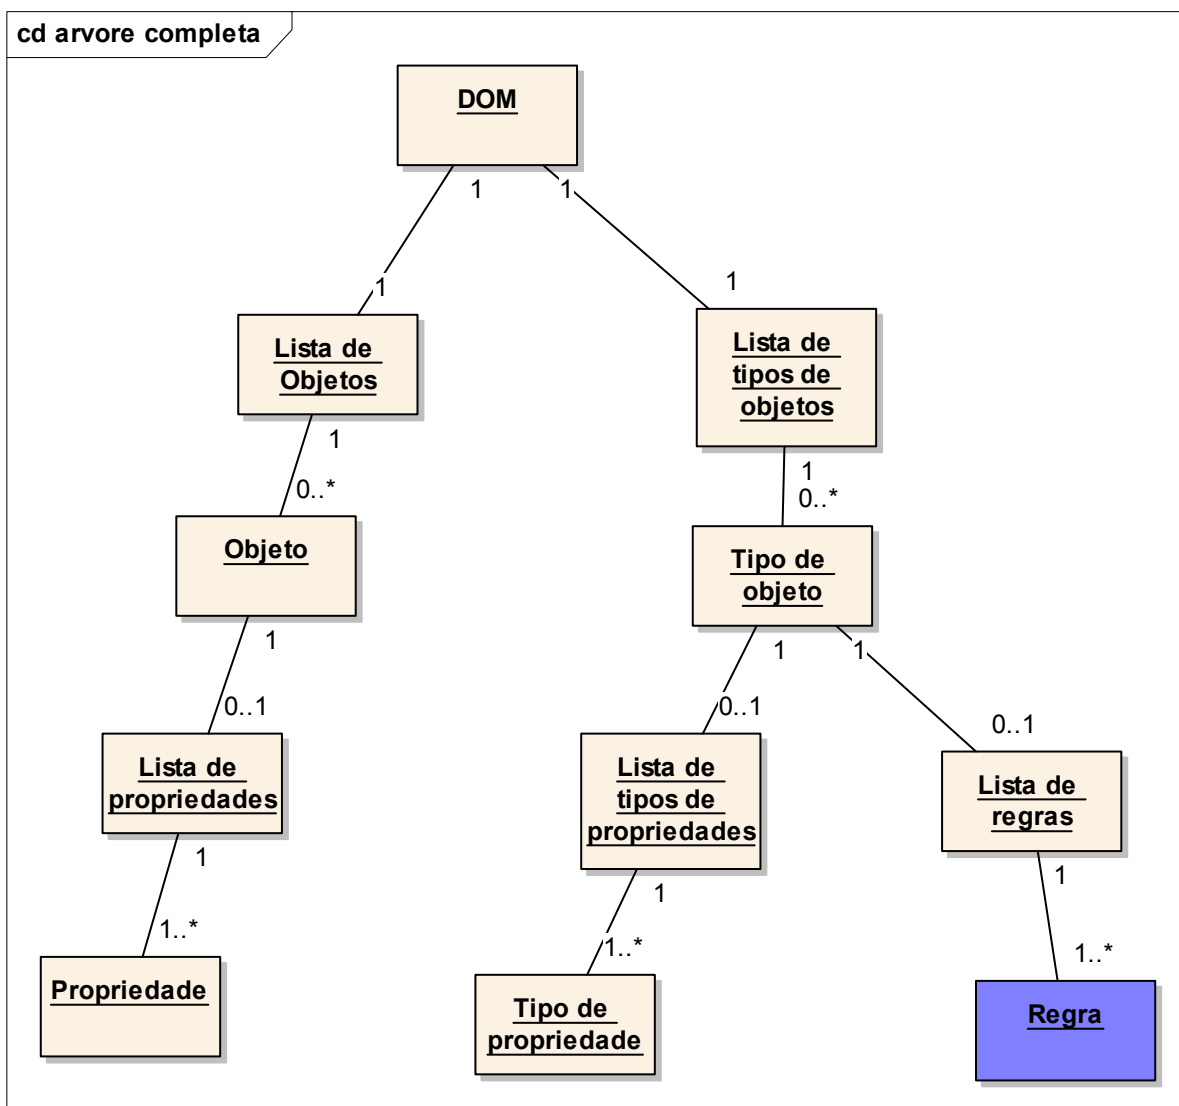 cd arvore completa
DOM
1
1
1
1
Lista de
Objetos
Lista de
tipos de
objetos
1
1
0..*
0..*
Objeto
Tipo de
objeto
1
1
1
0..1
0..1
0..1
Lista de
propriedades
Lista de
tipos de
propriedades
Lista de
regras
1
1
1
1..*
1..*
1..*
Propriedade
Tipo de
propriedade
Regra